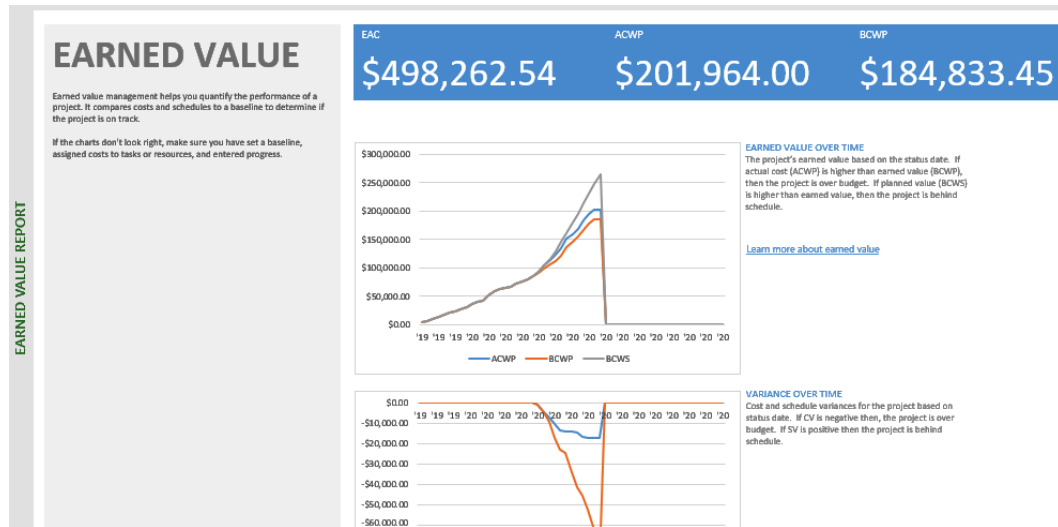 EARNED VALUE REPORT
EARNED VALUE
Earned value management helps you quantify the performance of a
project. It compares costs and schedules to a baseline to determine if
the project is on track.
If the charts don't look right, make sure you have set a baseline,
assigned costs to tasks or resources, and entered progress.
EAC
$498,262.54
ACWP
$201,964.00
BCWP
$184,833.45
$300,000.00
$250,000.00
$200,000.00
$150,000.00
$100,000.00
$50,000.00
$0.00
'19 '19 '19 '19 '20 '20 '20 '20 '20 '20 '20 '20 '20 '20 '20 '20 '20 '20 '20
ACWP BCWP BCWS
EARNED VALUE OVER TIME
The project's earned value based on the status date. If
actual cost (ACWP) is higher than earned value (BCWP),
then the project is over budget. If planned value (BCWS)
is higher than earned value, then the project is behind
schedule.
Learn more about earned value
$0.00
'19 '19 '19 '19 '20 '20 '20 '20 '20 '20 '20 '20 '20 '20 '20 '20 '20 '20 '20
-$10,000.00
-$20,000.00
-$30,000.00
-$40,000.00
-$50,000.00
-$60,000.00
VARIANCE OVER TIME
Cost and schedule variances for the project based on
status date. If CV is negative then, the project is over
budget. If SV is positive then the project is behind
schedule.